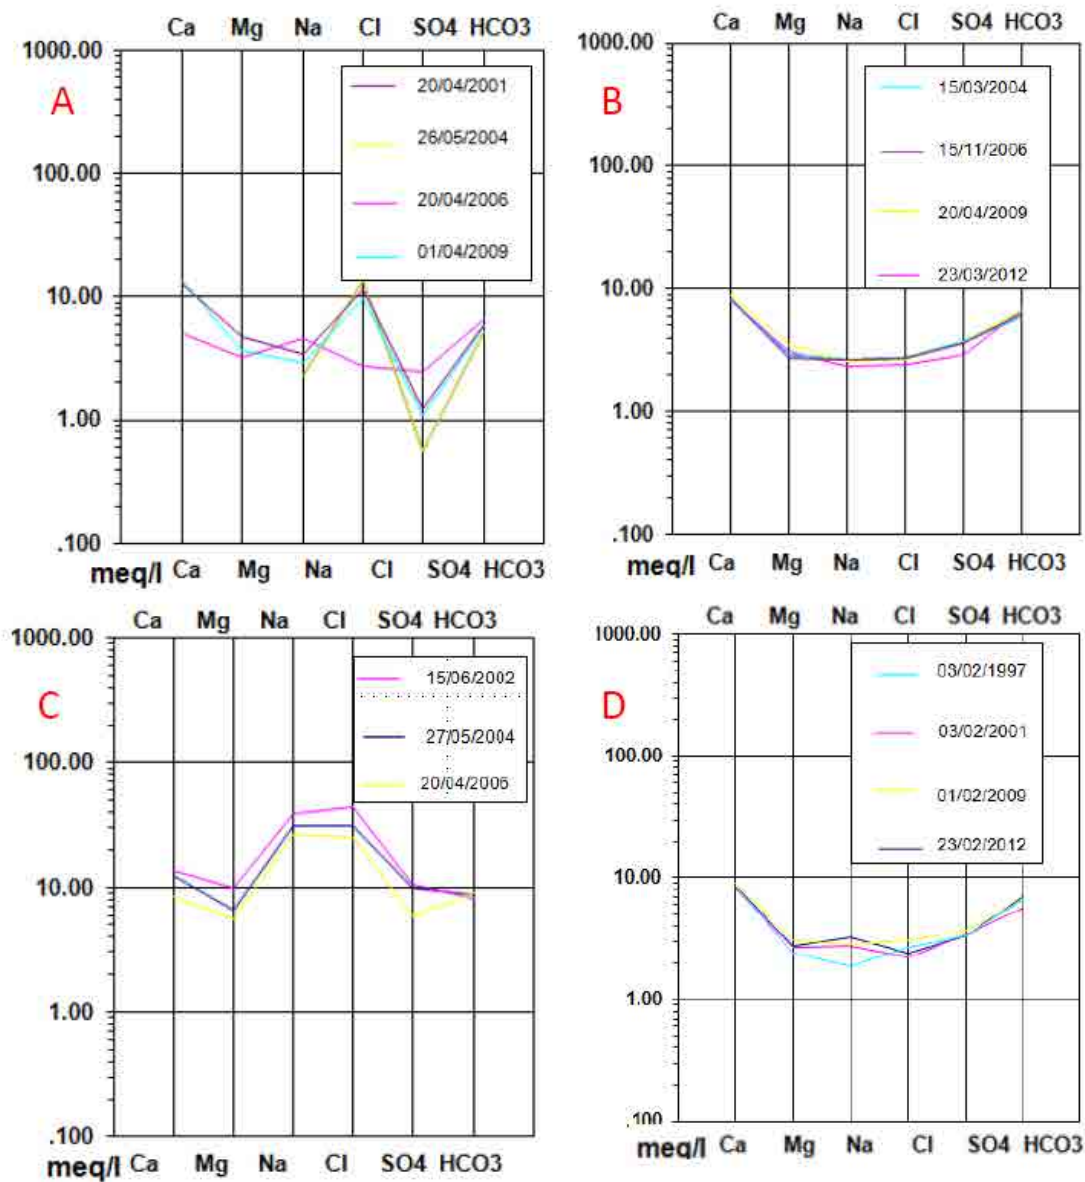 Ca Mg Na Cl SO4 HCO3
1000.00
A
20/04/2001
26/05/2004
20/04/2006
01/04/2009
100.00
10.00
1.00
.100
meq/l Ca Mg Na Cl SO4 HCO3
Ca Mg Na Cl SO4 HCO3
1000.00
B
15/03/2004
15/11/2006
20/04/2009
23/03/2012
100.00
10.00
1.00
.100
meq/l Ca Mg Na Cl SO4 HCO3
Ca Mg Na Cl SO4 HCO3
1000.00
C
15/06/2002
27/05/2004
20/04/2006
100.00
10.00
1.00
.100
meq/l Ca Mg Na Cl SO4 HCO3
Ca Mg Na Cl SO4 HCO3
1000.00
D
03/02/1997
03/02/2001
01/02/2009
23/02/2012
100.00
10.00
1.00
.100
meq/l Ca Mg Na Cl SO4 HCO3